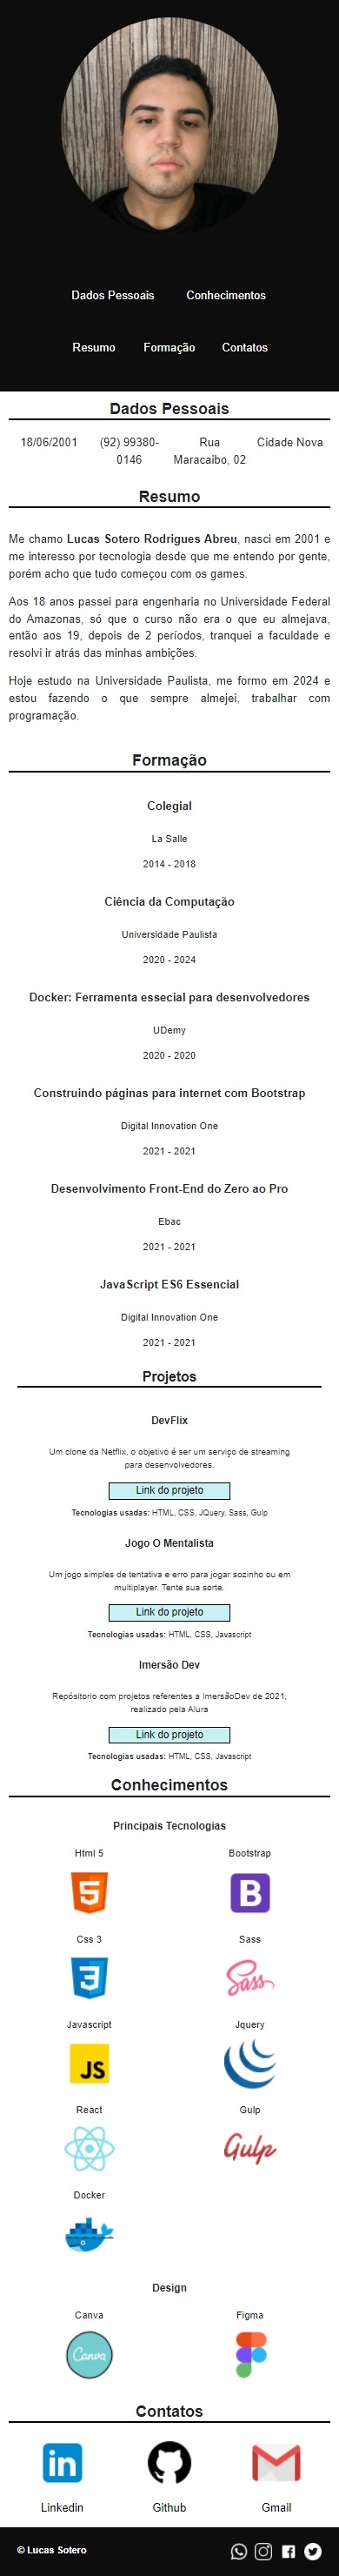 Dados Pessoais Conhecimentos
Resumo Formação Contatos
Dados Pessoais
18/06/2001 (92) 99380-0146 Rua Maracaibo, 02 Cidade Nova
Resumo
Me chamo Lucas Sotero Rodrigues Abreu, nasci em 2001 e
me interesso por tecnologia desde que me entendo por gente,
porém acho que tudo começou com os games.
Aos 18 anos passei para engenharia no Universidade Federal
do Amazonas, só que o curso não era o que eu almejava,
então aos 19, depois de 2 períodos, tranquei a faculdade e
resolvi ir atrás das minhas ambições.
Hoje estudo na Universidade Paulista, me formo em 2024 e
estou fazendo o que sempre almejei, trabalhar com
programação.
Formação
Colegial
La Salle
2014 - 2018
Ciência da Computação
Universidade Paulista
2020 - 2024
Docker: Ferramenta essecial para desenvolvedores
UDemy
2020 - 2020
Construindo páginas para internet com Bootstrap
Digital Innovation One
2021 - 2021
Desenvolvimento Front-End do Zero ao Pro
Ebac
2021 - 2021
JavaScript ES6 Essencial
Digital Innovation One
2021 - 2021
Projetos
DevFlix
Um clone da Netflix, o objetivo é ser um serviço de streaming
para desenvolvedores.
Link do projeto
Tecnologias usadas: HTML, CSS, JQuery, Sass, Gulp
Jogo O Mentalista
Um jogo simples de tentativa e erro para jogar sozinho ou em
multiplayer. Tente sua sorte.
Link do projeto
Tecnologias usadas: HTML, CSS, Javascript
Imersão Dev
Repósitorio com projetos referentes a ImersãoDev de 2021,
realizado pela Alura
Link do projeto
Tecnologias usadas: HTML, CSS, Javascript
Conhecimentos
Principais Tecnologias
Html 5 Bootstrap
5 B
Css 3 Sass
3 Sass
Javascript Jquery
JS
React Gulp
Gulp
Docker
Design
Canva Figma
Canva
Contatos
in
Linkedin Github Gmail
© Lucas Sotero